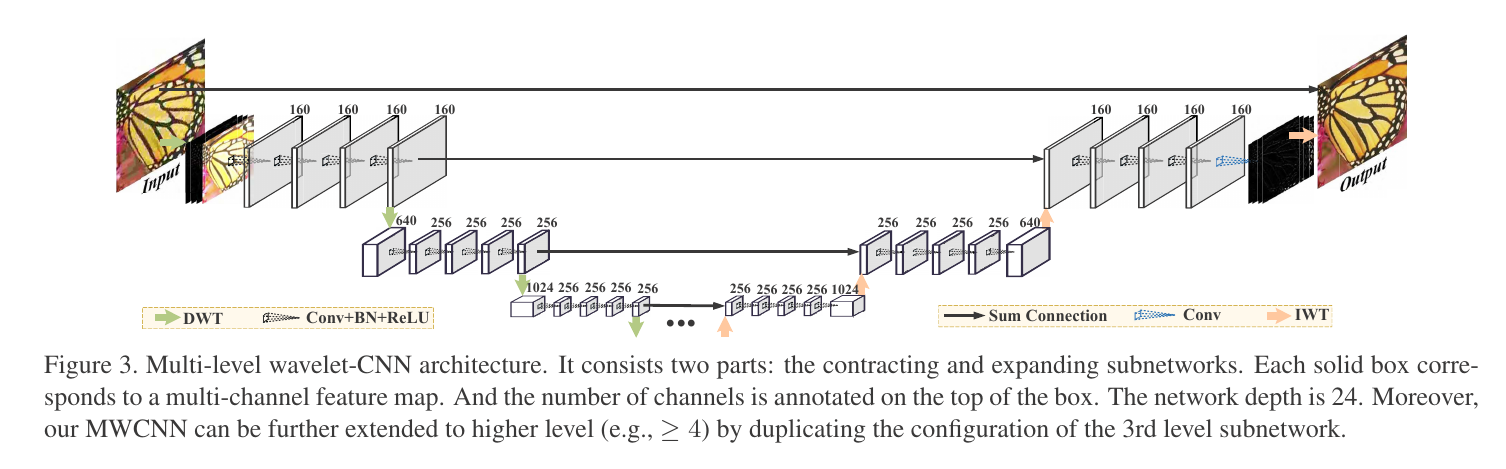 160 160 160 160 160 160 160 160
Input Output
640 256 256 256 256 256 256 256 256 640
1024 256 256 256 256 256 256 256 256 1024
DWT Conv+BN+ReLU ••• Sum Connection Conv IWT
Figure 3. Multi-level wavelet-CNN architecture. It consists two parts: the contracting and expanding subnetworks. Each solid box corre-
sponds to a multi-channel feature map. And the number of channels is annotated on the top of the box. The network depth is 24. Moreover,
our MWCNN can be further extended to higher level (e.g., ≥ 4) by duplicating the configuration of the 3rd level subnetwork.